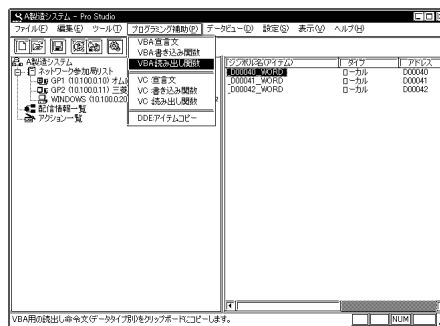 A製造システム - Pro Studio
ファイル(F) 編集(E) ツール(T) プログラミング補助(P) データビュー(D) 設定(S) 表示(V) ヘルプ(H)
VBA宣言文
VBA書き込み関数
VBA読み出し関数
VC :宣言文
VC :書き込み関数
VC :読み出し関数
DDEアイテムコピー
A製造システム
ネットワーク参加局リスト
GP1 (10.100.0.10) オム
GP2 (10.100.0.11) 三菱
WINDOWS (10.100.0.20)
配信情報一覧
アクション一覧
シンボル名(アイテム) タイプ アドレス
_D00040_WORD ローカル D00040
_D00041_WORD ローカル D00041
_D00042_WORD ローカル D00042
VBA用の読出し命令文(データタイプ別)をクリップボードにコピーします。
NUM